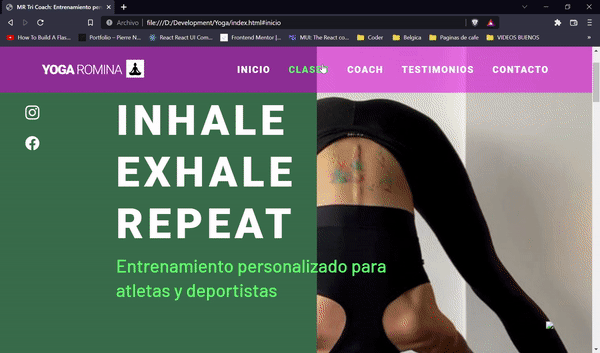 MR Tri Coach: Entrenamiento pers
Archivo file:///D:/Development/Yoga/index.html#inicio
How To Build A Flas... Portfolio – Pierre N... React React UI Com... Frontend Mentor |... MUI: The React co... Coder Belgica Paginas de cafe VIDEOS BUENOS
YOGA ROMINA INICIO CLASES COACH TESTIMONIOS CONTACTO
INHALE
EXHALE
REPEAT
Entrenamiento personalizado para
atletas y deportistas